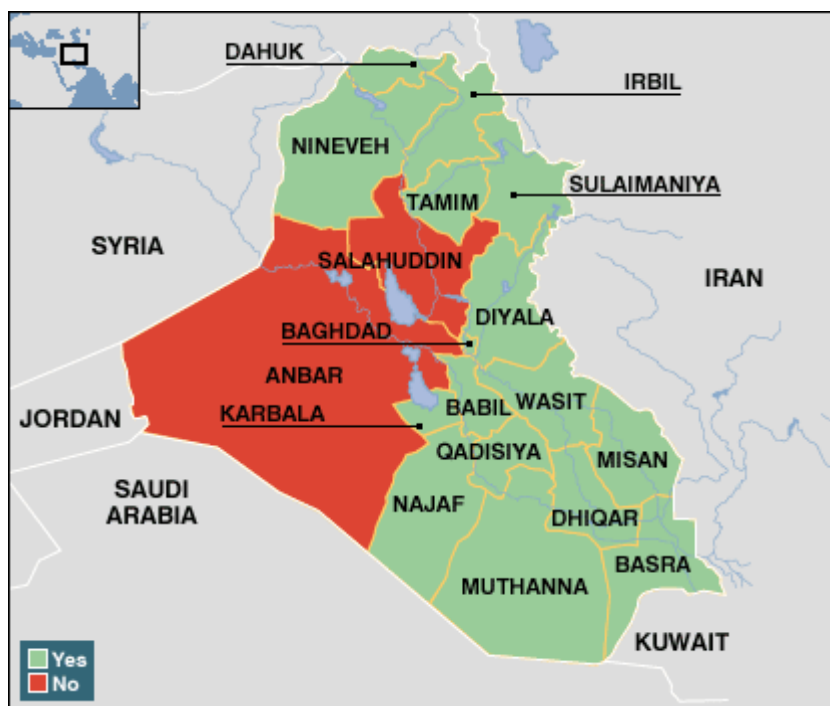 DAHUK
IRBIL
NINEVEH
SULAIMANIYA
TAMIM
SYRIA
SALAHUDDIN
IRAN
DIYALA
BAGHDAD
ANBAR
JORDAN
KARBALA
BABIL
WASIT
QADISIYA
MISAN
SAUDI
ARABIA
NAJAF
DHIQAR
BASRA
MUTHANNA
KUWAIT
Yes
No